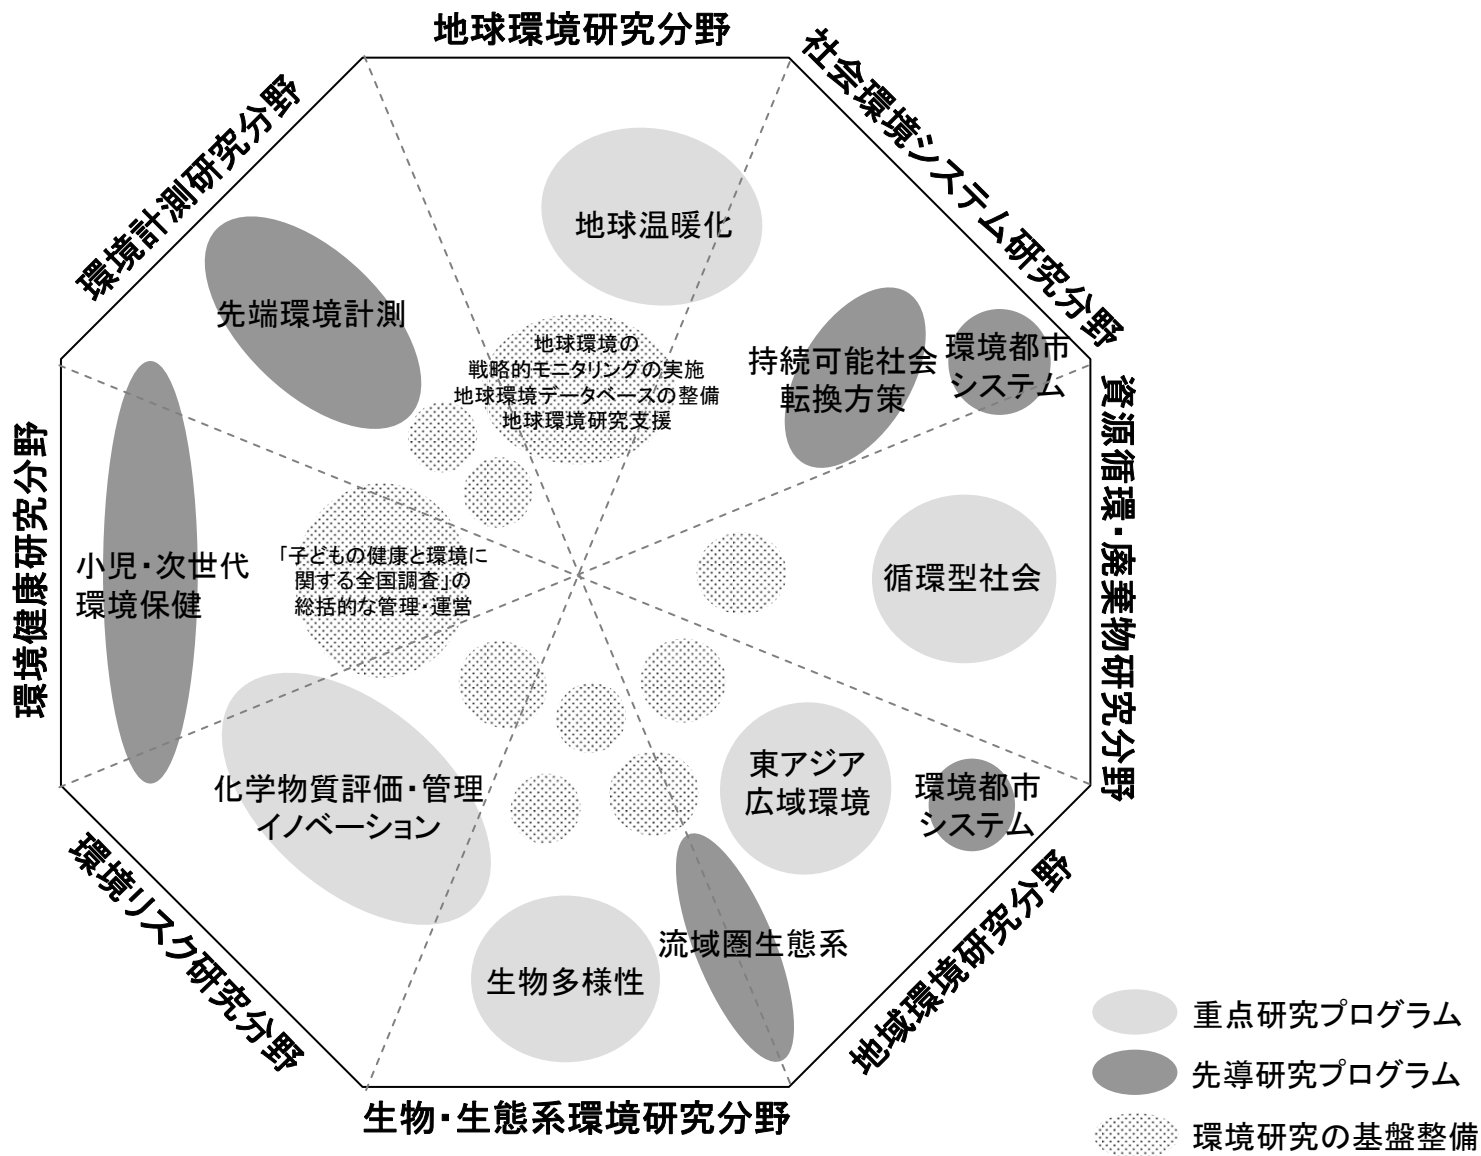 地球環境研究分野
社会環境システム研究分野
環境計測研究分野
地球温暖化
先端環境計測
地球環境の
戦略的モニタリングの実施
地球環境データベースの整備
地球環境研究支援
持続可能社会
転換方策
環境都市
システム
資源循環・廃棄物研究分野
環境健康研究分野
小児・次世代
環境保健
「子どもの健康と環境に
関する全国調査」の
総括的な管理・運営
循環型社会
化学物質評価・管理
イノベーション
東アジア
広域環境
環境都市
システム
流域圏生態系
生物多様性
環境リスク研究分野
地域環境研究分野
生物・生態系環境研究分野
重点研究プログラム
先導研究プログラム
環境研究の基盤整備